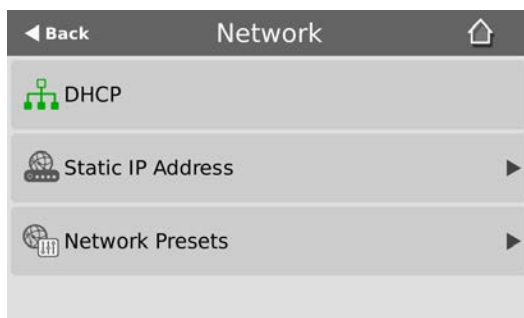 Back
Network
DHCP
Static IP Address
Network Presets